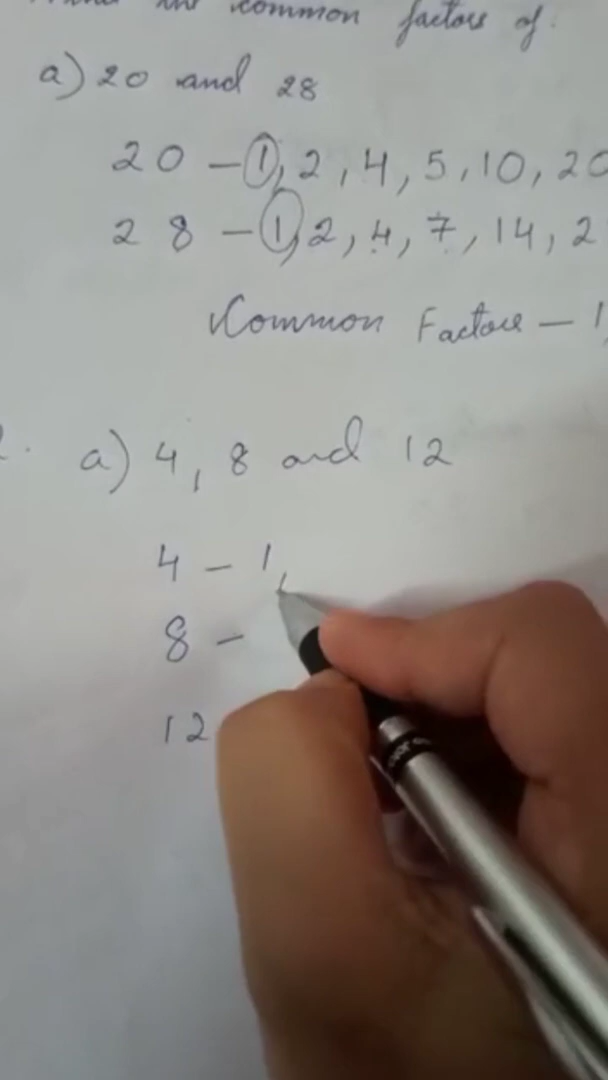 the common factors of.
a) 20 and 28
20 - 1, 2, 4, 5, 10, 20
28 - 1, 2, 4, 7, 14, 2
Common Factors - 1,
a) 4, 8 and 12
4 - 1,
8 -
12